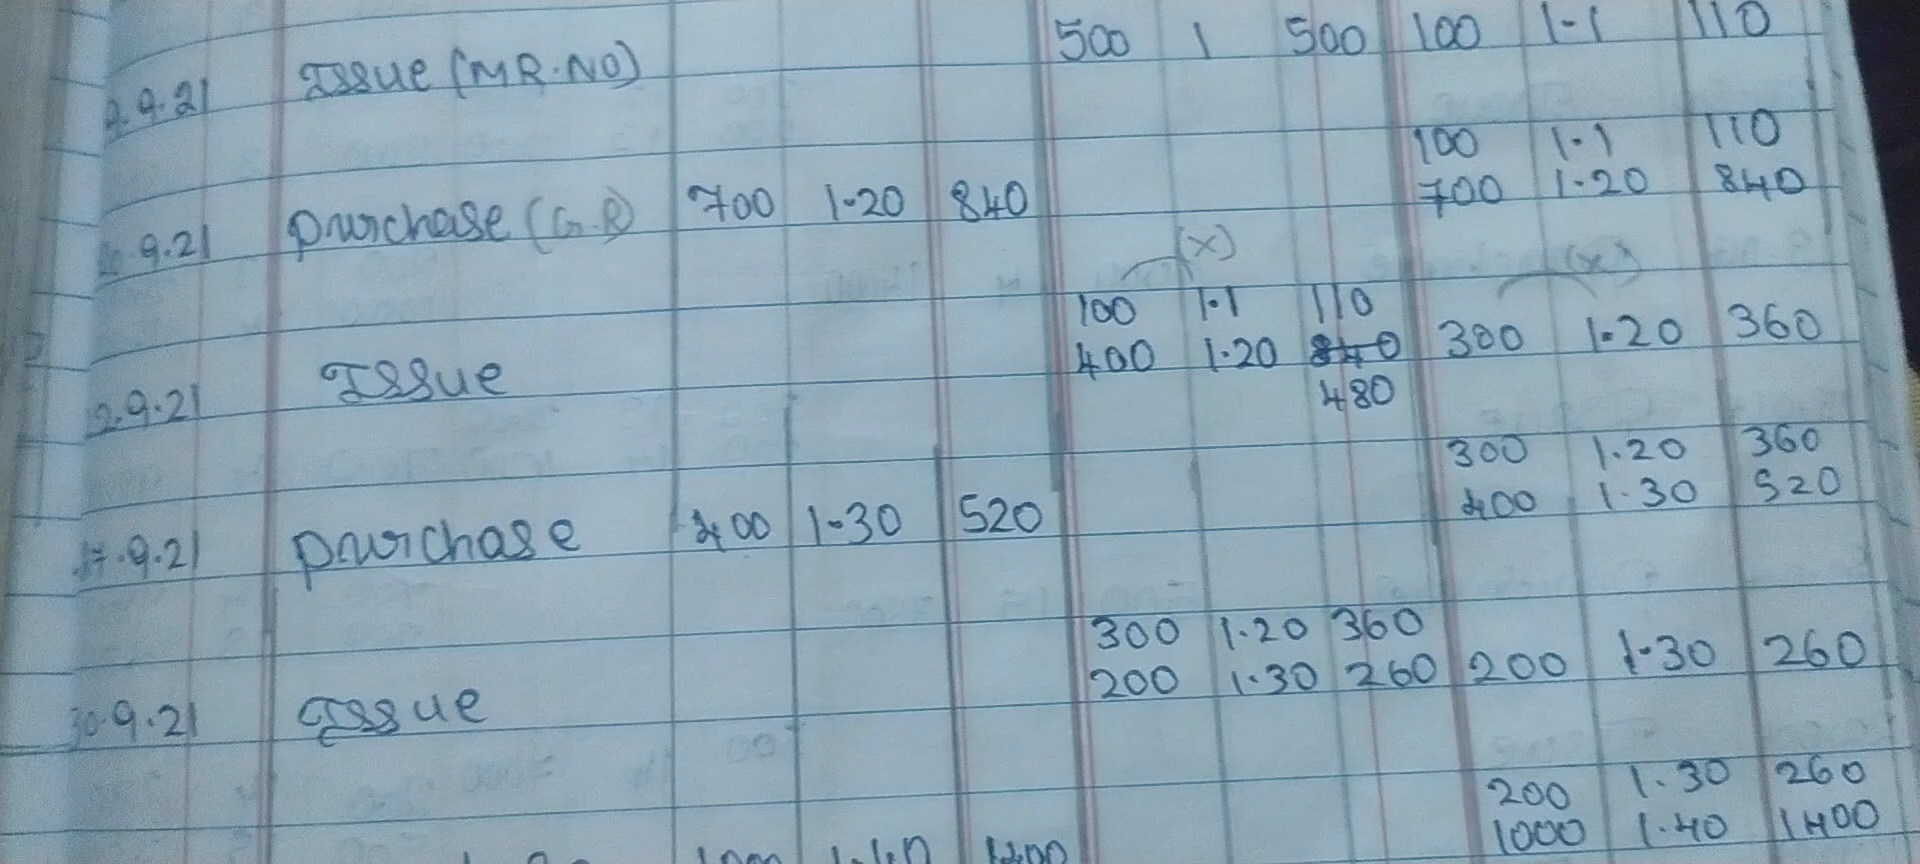 500 1 500 100 1-1 110
9.21 Issue (MR.NO)
100 1.1 110
9.21 purchase (G.R) 700 1-20 840 700 1.20 840
(x) (x)
100 1.1 110
9.21 Issue 400 1.20 840 300 1.20 360
480
300 1.20 360
9.21 purchase 400 1-30 520 400 1.30 520
300 1.20 360
30.9.21 Issue 200 1.30 260 200 1.30 260
200 1.30 260
1000 1.40 1400